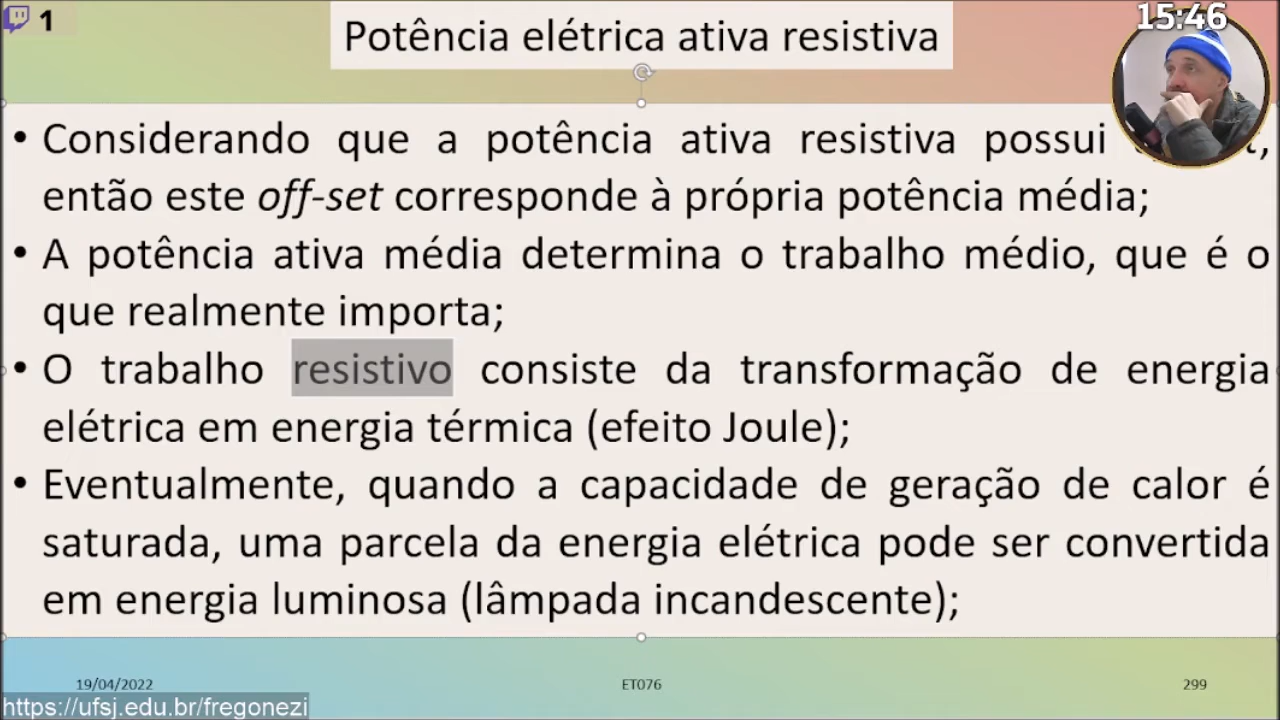 1
15:46
Potência elétrica ativa resistiva
• Considerando que a potência ativa resistiva possui
então este off-set corresponde à própria potência média;
• A potência ativa média determina o trabalho médio, que é o
que realmente importa;
• O trabalho resistivo consiste da transformação de energia
elétrica em energia térmica (efeito Joule);
• Eventualmente, quando a capacidade de geração de calor é
saturada, uma parcela da energia elétrica pode ser convertida
em energia luminosa (lâmpada incandescente);
19/04/2022
ET076
299
https://ufsj.edu.br/fregonezi